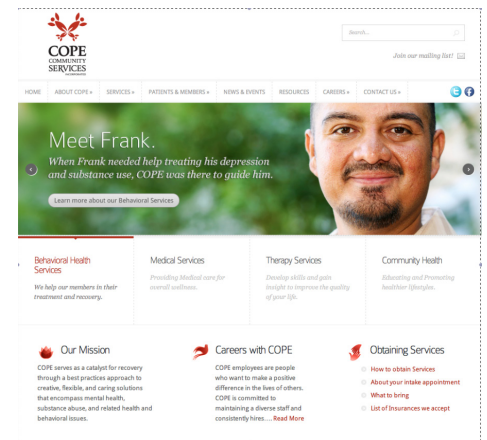 COPE
COMMUNITY
SERVICES
Search...
Join our mailing list!
HOME
ABOUT COPE »
SERVICES »
PATIENTS & MEMBERS »
NEWS & EVENTS
RESOURCES
CAREERS »
CONTACT US »
Meet Frank.
When Frank needed help treating his depression
and substance use, COPE was there to guide him.
Learn more about our Behavioral Services
Behavioral Health
Services
We help our members in their
treatment and recovery.
Medical Services
Providing Medical care for
overall wellness.
Therapy Services
Develop skills and gain
insight to improve the quality
of your life.
Community Health
Educating and Promoting
healthier lifestyles.
Our Mission
COPE serves as a catalyst for recovery
through a best practices approach to
creative, flexible, and caring solutions
that encompass mental health,
substance abuse, and related health and
behavioral issues.
Careers with COPE
COPE employees are people
who want to make a positive
difference in the lives of others.
COPE is committed to
maintaining a diverse staff and
consistently hires.... Read More
Obtaining Services
How to obtain Services
About your intake appointment
What to bring
List of Insurances we accept